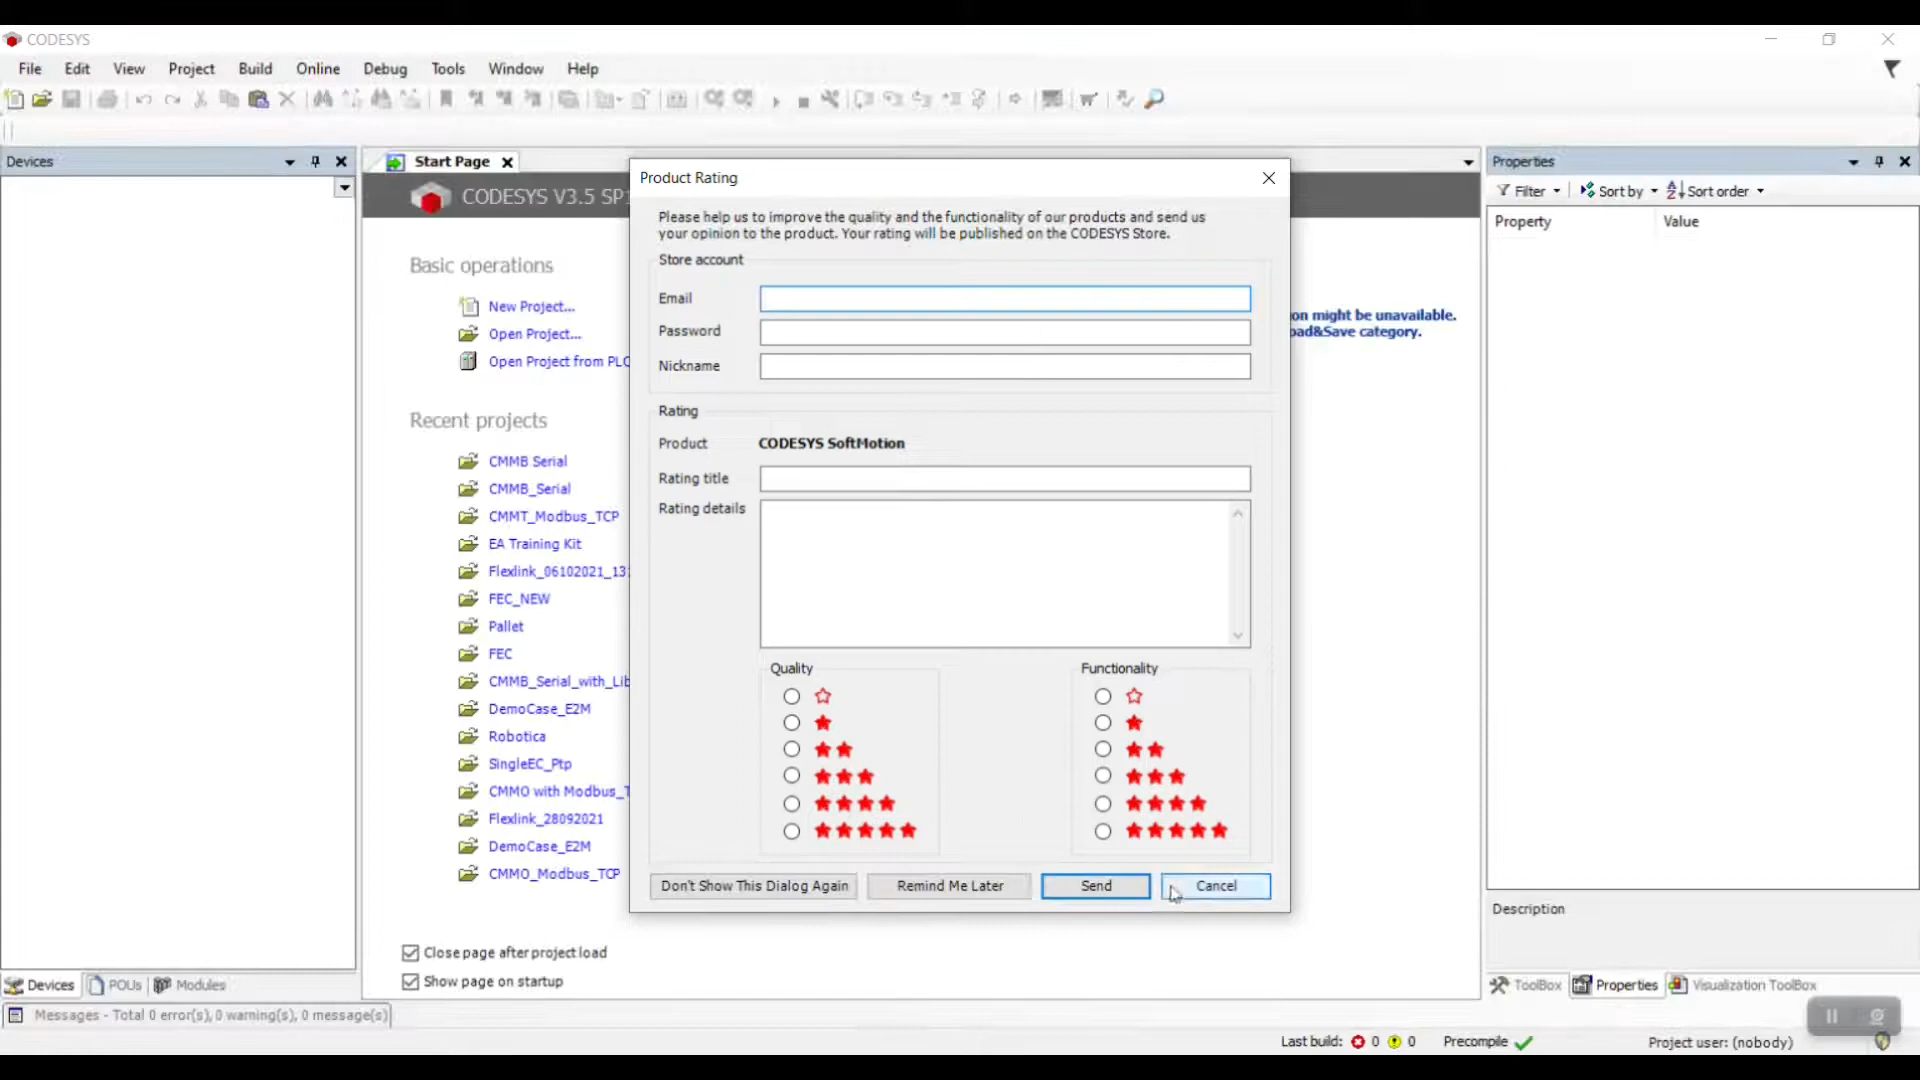 CODESYS
File Edit View Project Build Online Debug Tools Window Help
Devices
Start Page
CODESYS V3.5 SP1
Basic operations
New Project...
Open Project...
Open Project from PLC
Recent projects
CMMB Serial
CMMB_Serial
CMMT_Modbus_TCP
EA Training Kit
Flexlink_06102021_131
FEC_NEW
Pallet
FEC
CMMB_Serial_with_Lib
DemoCase_E2M
Robotica
SingleEC_Ptp
CMMO with Modbus_T
Flexlink_28092021
DemoCase_E2M
CMMO_Modbus_TCP
Close page after project load
Show page on startup
on might be unavailable.
oad&Save category.
Product Rating
Please help us to improve the quality and the functionality of our products and send us
your opinion to the product. Your rating will be published on the CODESYS Store.
Store account
Email
Password
Nickname
Rating
Product CODESYS SoftMotion
Rating title
Rating details
Quality Functionality
Don't Show This Dialog Again Remind Me Later Send Cancel
Properties
Filter Sort by Sort order
Property Value
Description
Devices POUs Modules
ToolBox Properties Visualization ToolBox
Messages - Total 0 error(s), 0 warning(s), 0 message(s)
Last build: 0 0 Precompile Project user: (nobody)